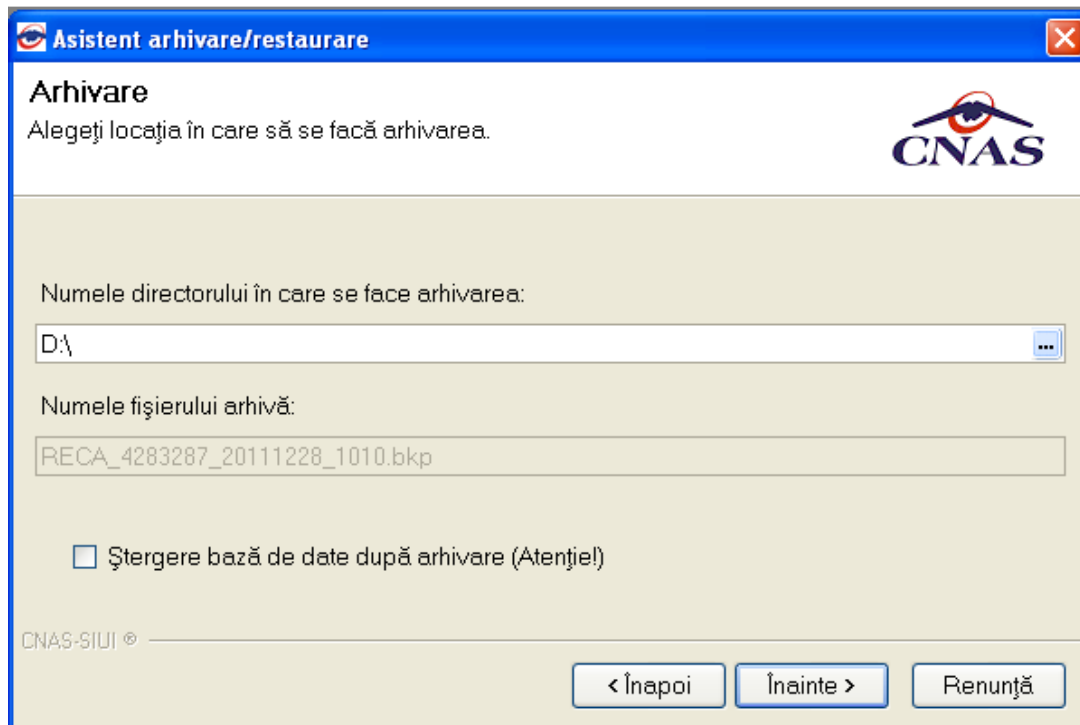 Asistent arhivare/restaurare
Arhivare
Alegeţi locaţia în care să se facă arhivarea.
CNAS
Numele directorului în care se face arhivarea:
D:\
...
Numele fişierului arhivă:
RECA_4283287_20111228_1010.bkp
Ştergere bază de date după arhivare (Atenţie!)
CNAS-SIUI ®
< Înapoi
Înainte >
Renunţă